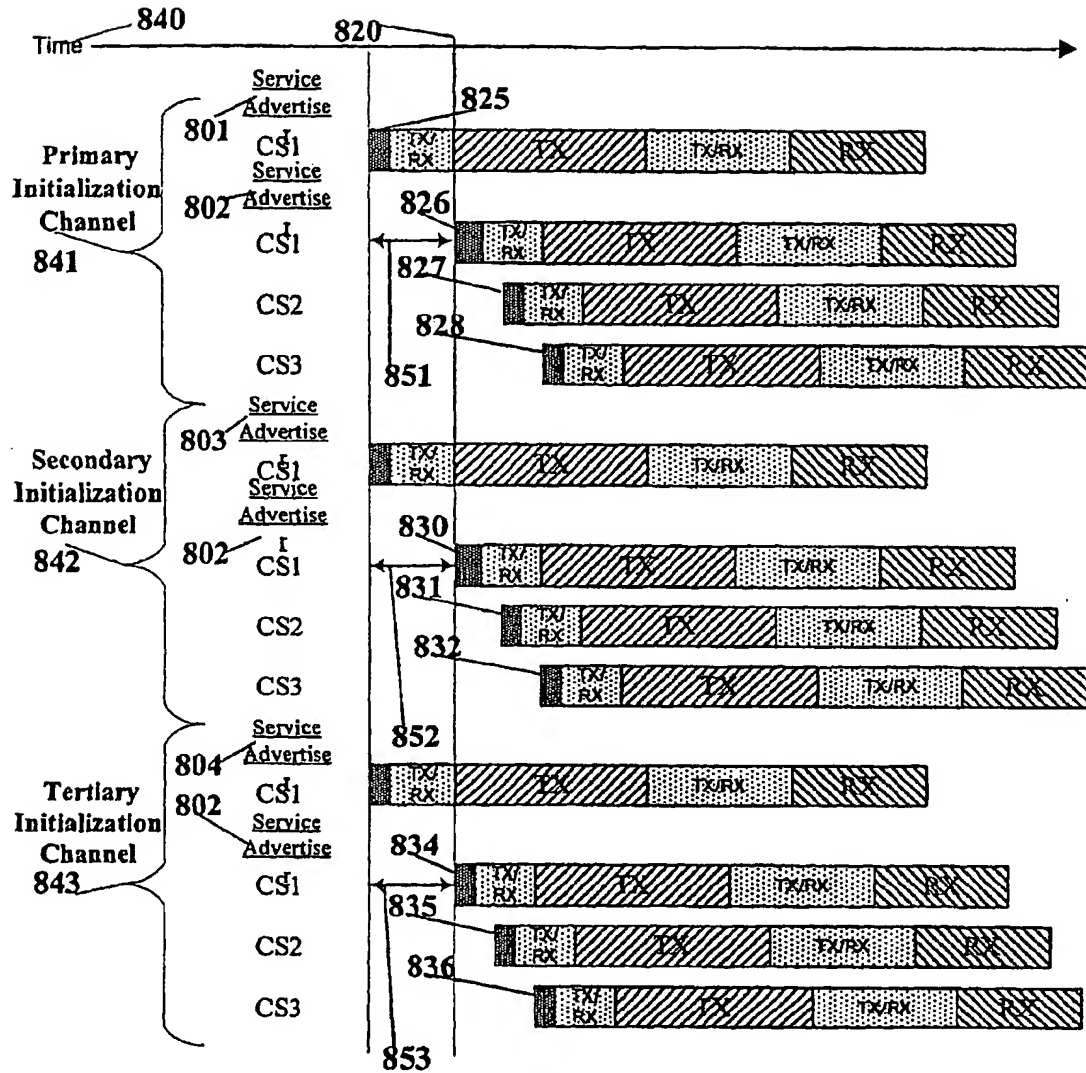 840
820
Time
Service
Advertise
825
801
CS1
TX/
RX
TX
TX/RX
RX
Primary
Initialization
Channel
841
Service
Advertise
802
826
I
CS1
TX/
RX
TX
TX/RX
RX
827
CS2
TX/
RX
TX
TX/RX
RX
828
CS3
TX/
RX
TX
TX/RX
RX
851
Service
Advertise
803
CS1
TX/
RX
TX
TX/RX
RX
Secondary
Initialization
Channel
842
Service
Advertise
802
830
I
CS1
TX/
RX
TX
TX/RX
RX
831
CS2
TX/
RX
TX
TX/RX
RX
832
CS3
TX/
RX
TX
TX/RX
RX
852
Service
Advertise
804
CS1
TX/
RX
TX
TX/RX
RX
Tertiary
Initialization
Channel
843
802
Service
Advertise
834
CS1
TX/
RX
TX
TX/RX
RX
835
CS2
TX/
RX
TX
TX/RX
RX
836
CS3
TX/
RX
TX
TX/RX
RX
853